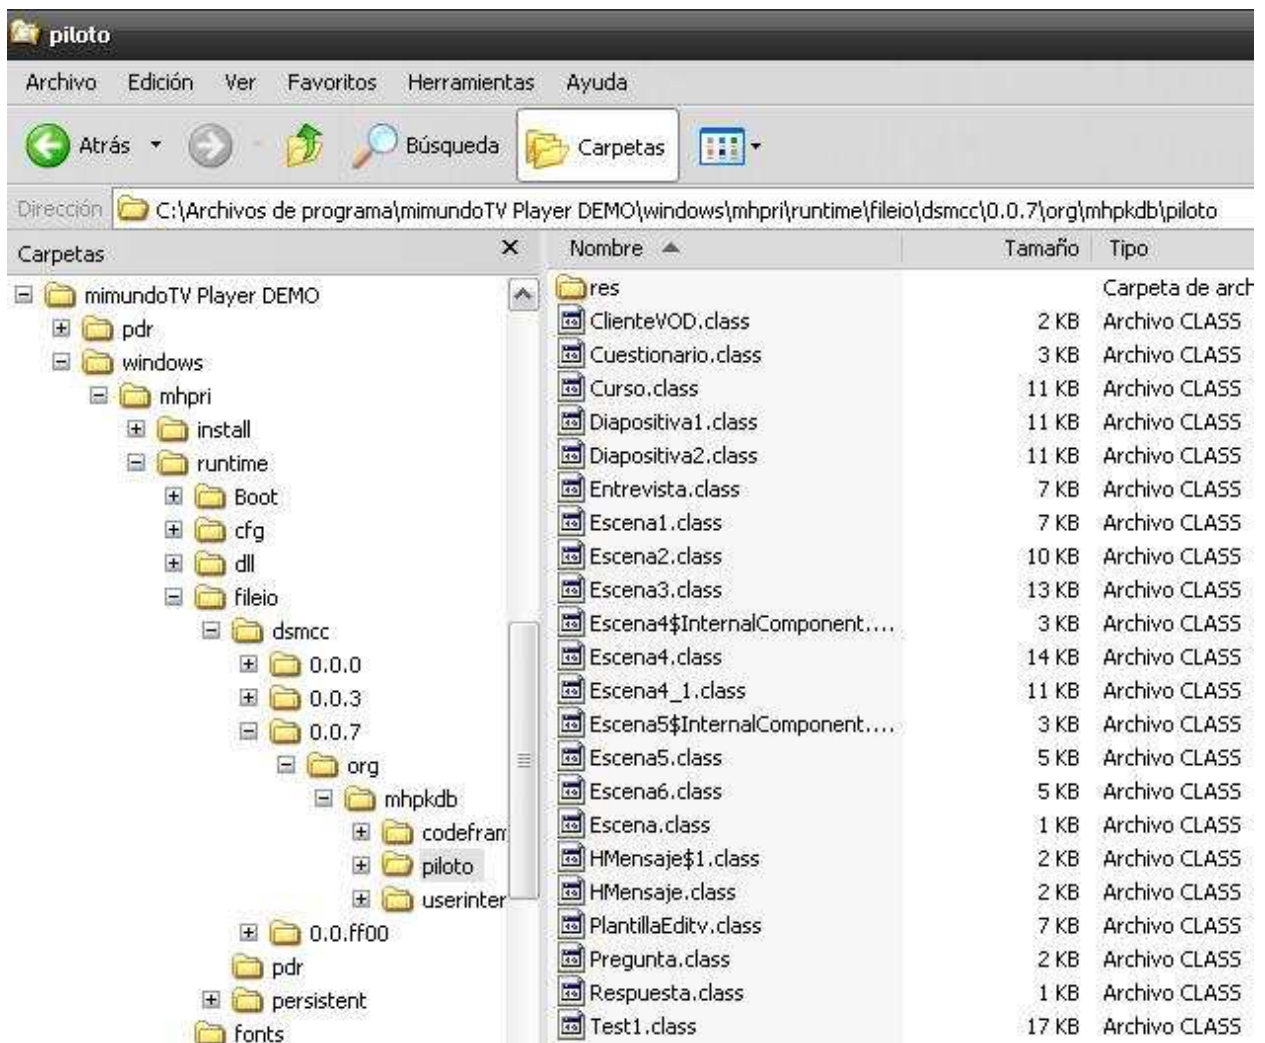 piloto
Archivo Edición Ver Favoritos Herramientas Ayuda
Atrás Búsqueda Carpetas
Dirección C:\Archivos de programa\mimundoTV Player DEMO\windows\mhpri\runtime\fileio\dsmcc\0.0.7\org\mhpkdb\piloto
Carpetas
mimundoTV Player DEMO
pdr
windows
mhpri
install
runtime
Boot
cfg
dll
fileio
dsmcc
0.0.0
0.0.3
0.0.7
org
mhpkdb
codefram
piloto
userinter
0.0.ff00
pdr
persistent
fonts
Nombre Tamaño Tipo
res Carpeta de arch
ClienteVOD.class 2 KB Archivo CLASS
Cuestionario.class 3 KB Archivo CLASS
Curso.class 11 KB Archivo CLASS
Diapositiva1.class 11 KB Archivo CLASS
Diapositiva2.class 11 KB Archivo CLASS
Entrevista.class 7 KB Archivo CLASS
Escena1.class 7 KB Archivo CLASS
Escena2.class 10 KB Archivo CLASS
Escena3.class 13 KB Archivo CLASS
Escena4$InternalComponent.... 3 KB Archivo CLASS
Escena4.class 14 KB Archivo CLASS
Escena4_1.class 11 KB Archivo CLASS
Escena5$InternalComponent.... 3 KB Archivo CLASS
Escena5.class 5 KB Archivo CLASS
Escena6.class 5 KB Archivo CLASS
Escena.class 1 KB Archivo CLASS
HMensaje$1.class 2 KB Archivo CLASS
HMensaje.class 2 KB Archivo CLASS
PlantillaEditv.class 7 KB Archivo CLASS
Pregunta.class 2 KB Archivo CLASS
Respuesta.class 1 KB Archivo CLASS
Test1.class 17 KB Archivo CLASS